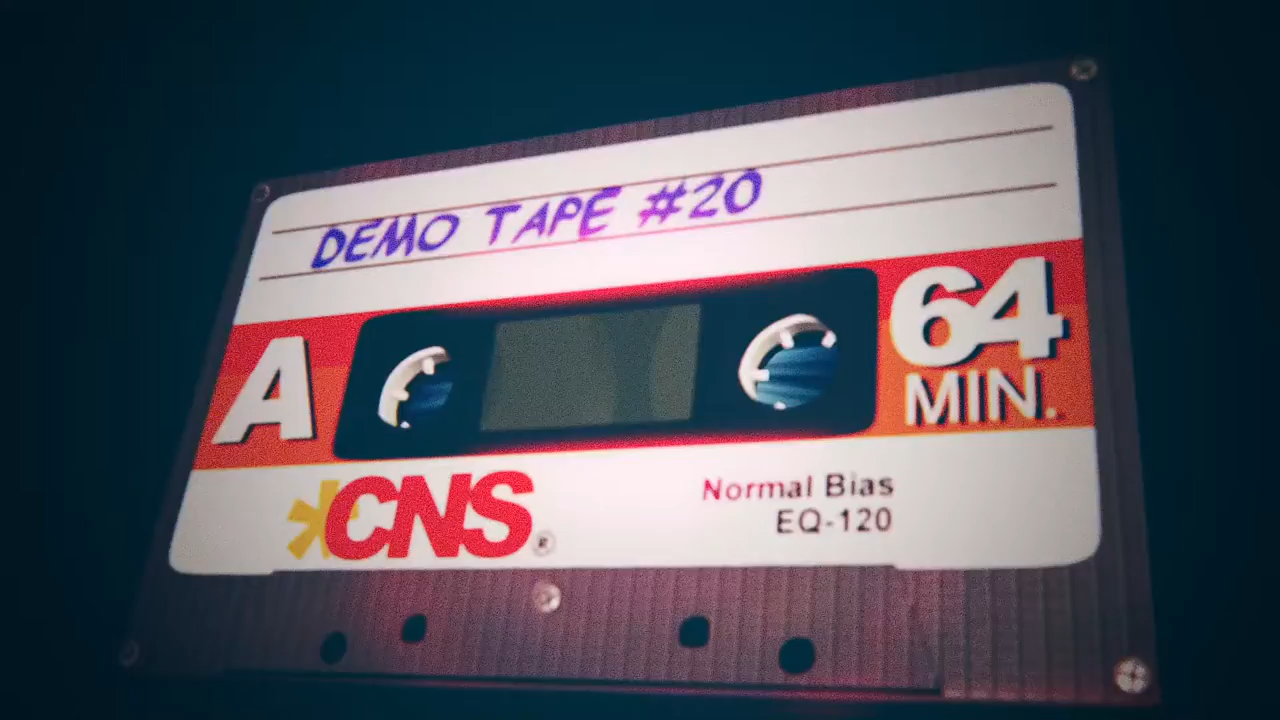 DEMO TAPE #20
A
64
MIN.
*CNS®
Normal Bias
EQ-120